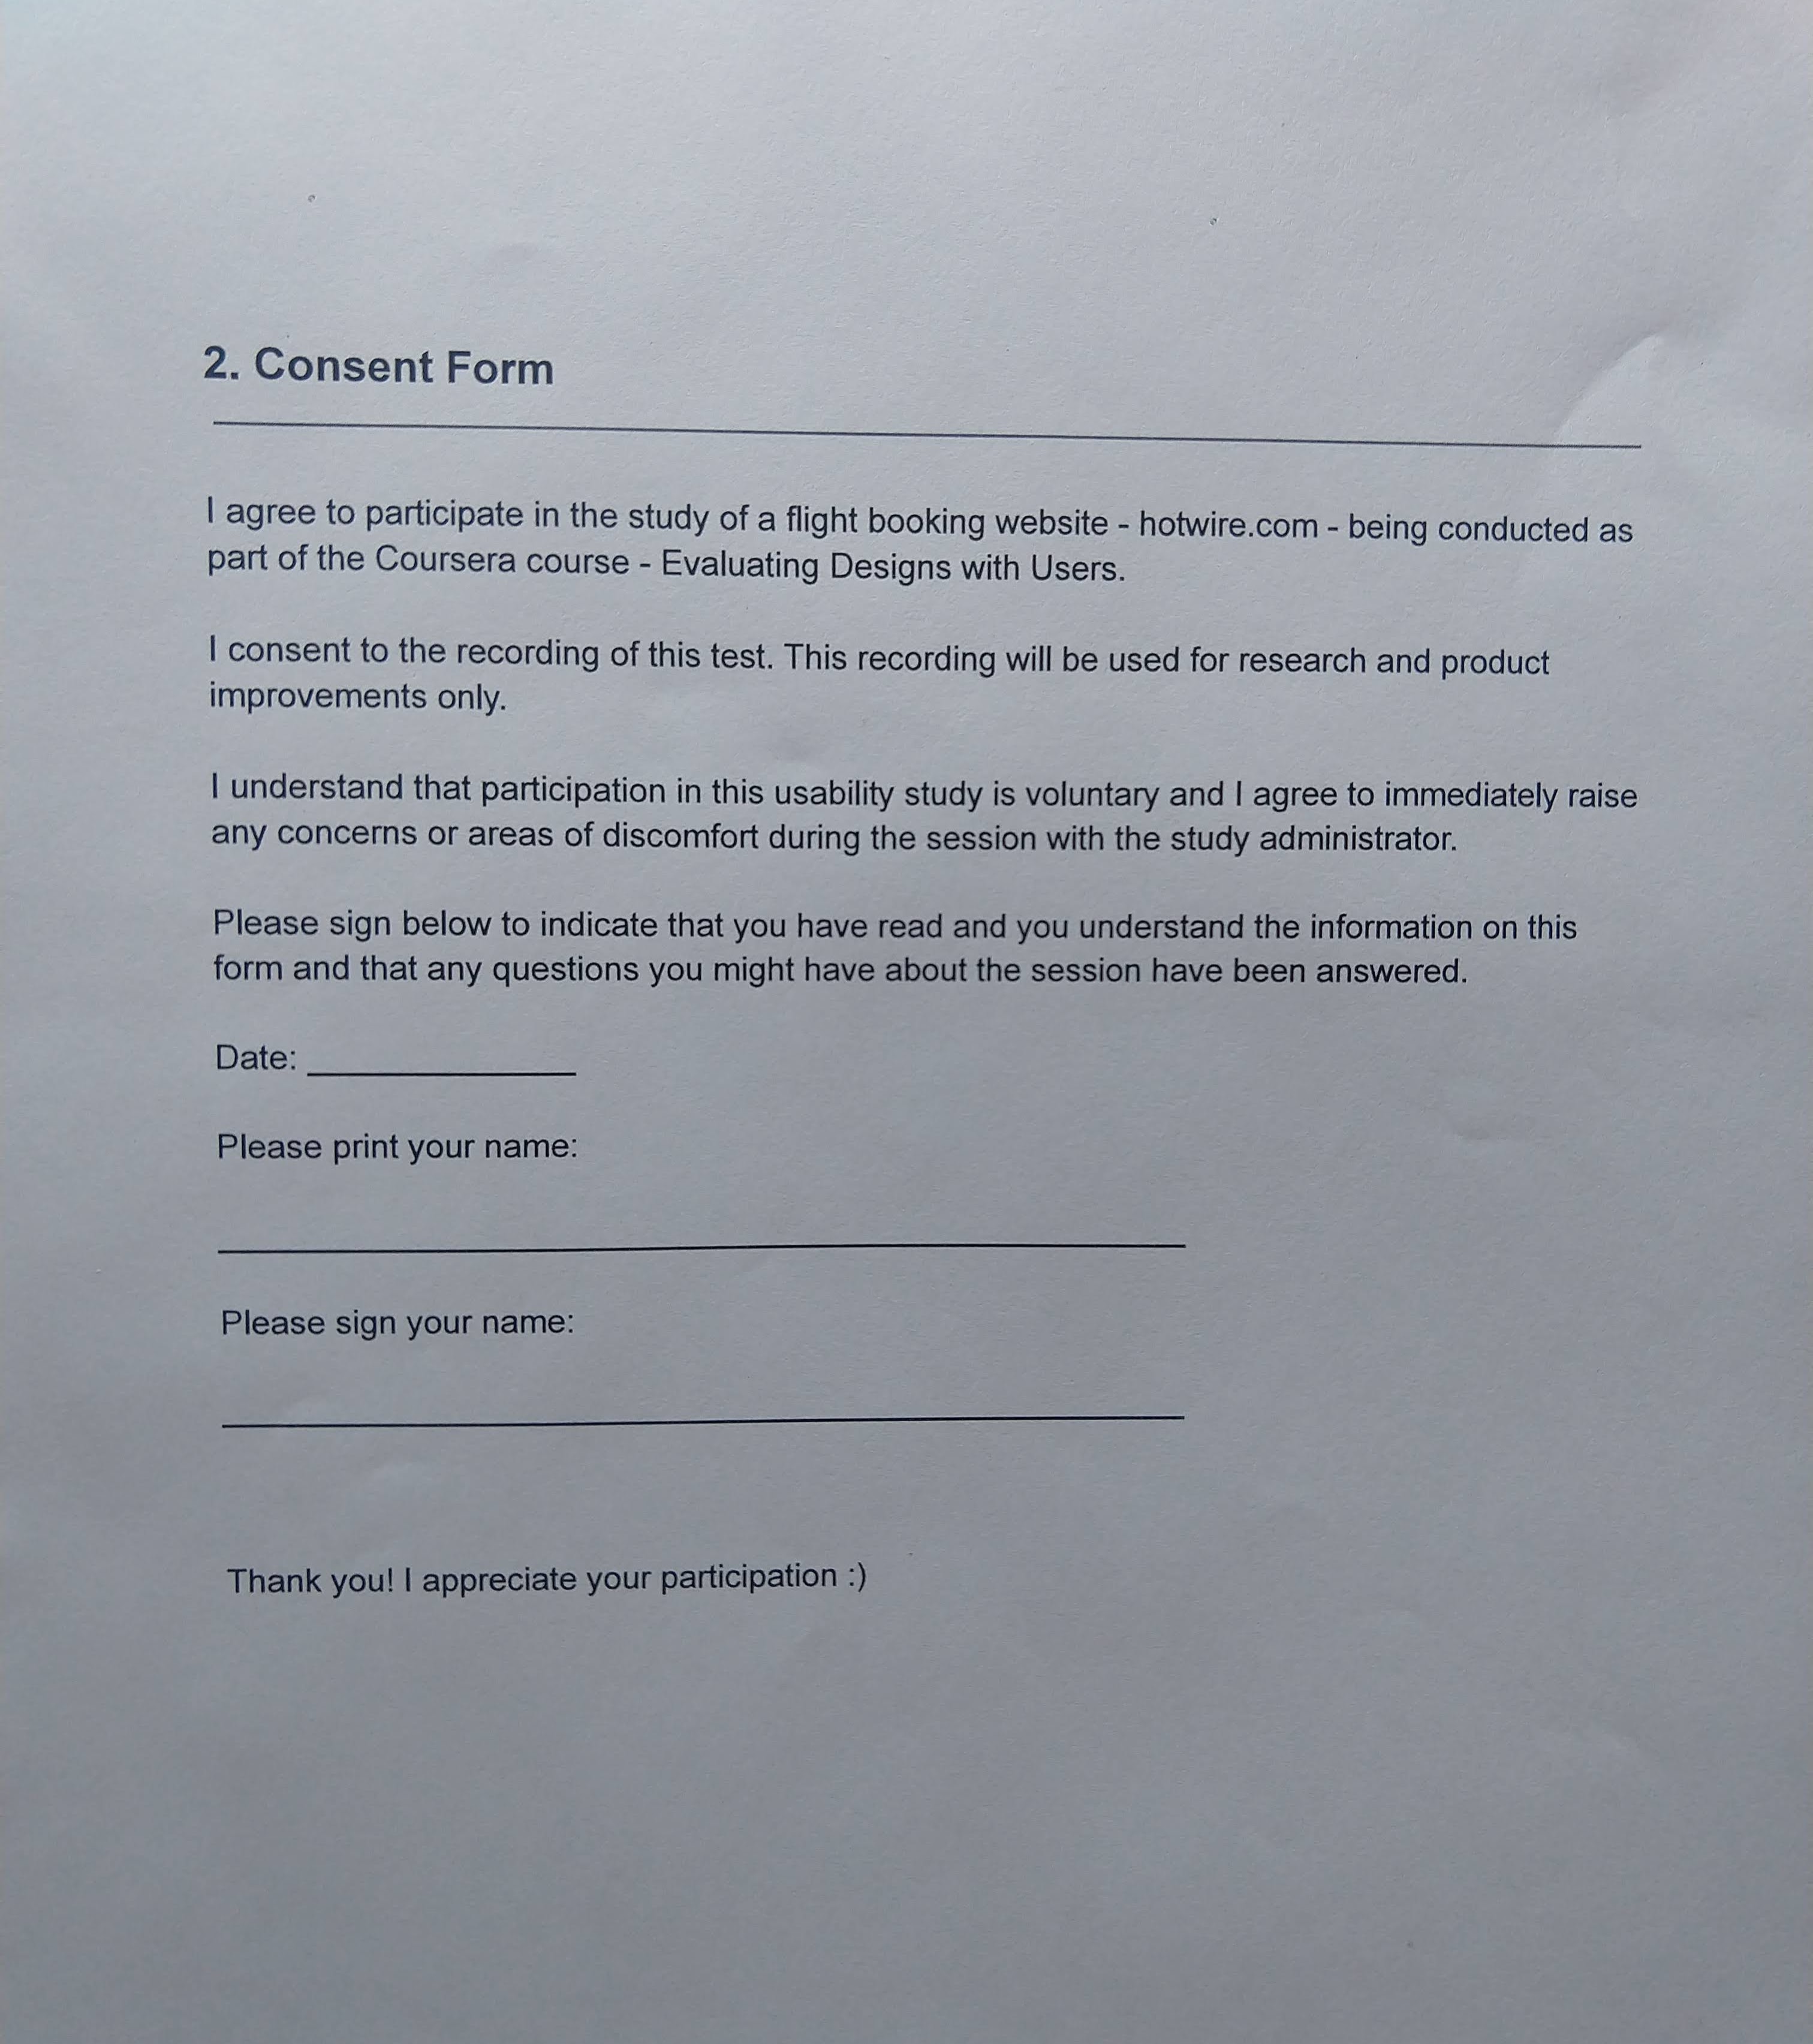 2. Consent Form
I agree to participate in the study of a flight booking website - hotwire.com - being conducted as
part of the Coursera course - Evaluating Designs with Users.
I consent to the recording of this test. This recording will be used for research and product
improvements only.
I understand that participation in this usability study is voluntary and I agree to immediately raise
any concerns or areas of discomfort during the session with the study administrator.
Please sign below to indicate that you have read and you understand the information on this
form and that any questions you might have about the session have been answered.
Date:
Please print your name:
Please sign your name:
Thank you! I appreciate your participation :)